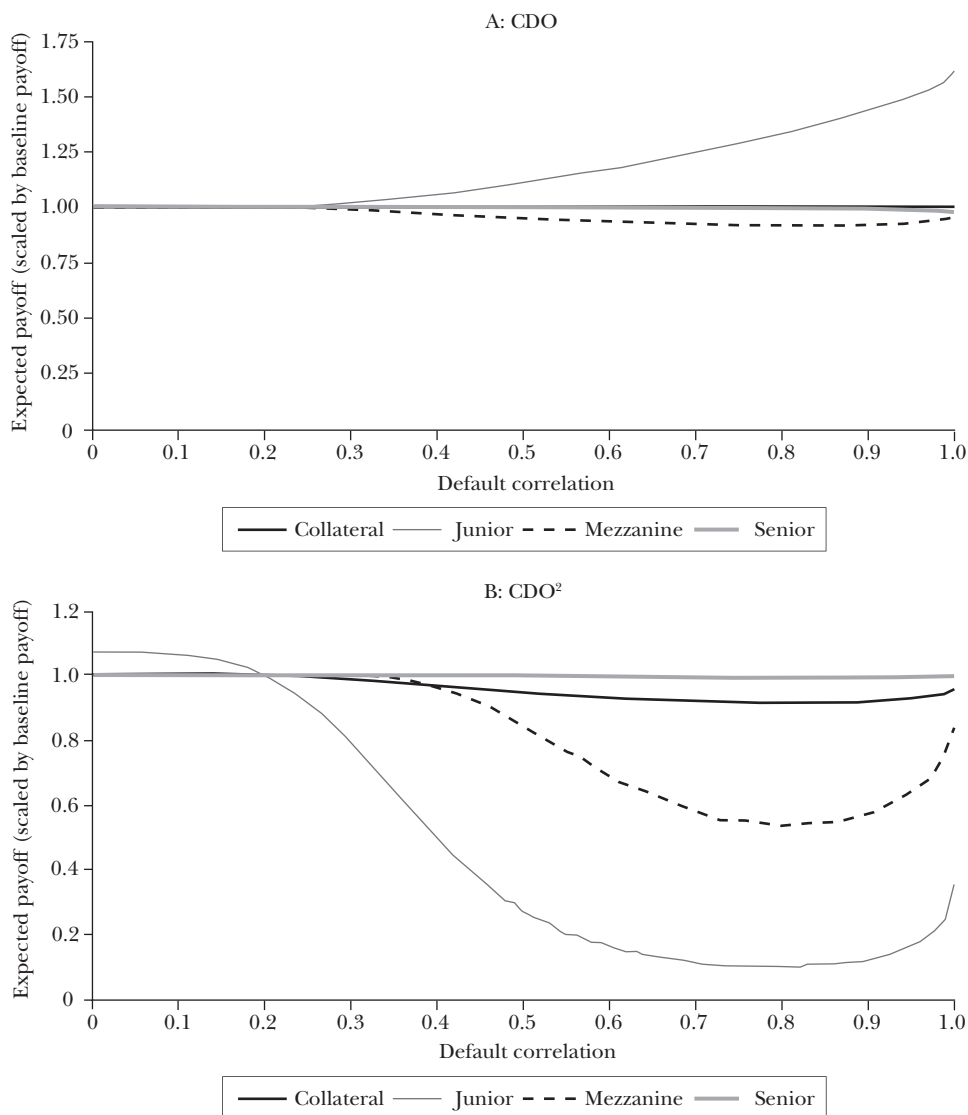 A: CDO
Expected payoff (scaled by baseline payoff)
1.75
1.50
1.25
1.00
0.75
0.50
0.25
0
0 0.1 0.2 0.3 0.4 0.5 0.6 0.7 0.8 0.9 1.0
Default correlation
Collateral Junior Mezzanine Senior
B: CDO²
Expected payoff (scaled by baseline payoff)
1.2
1.0
0.8
0.6
0.4
0.2
0
0 0.1 0.2 0.3 0.4 0.5 0.6 0.7 0.8 0.9 1.0
Default correlation
Collateral Junior Mezzanine Senior